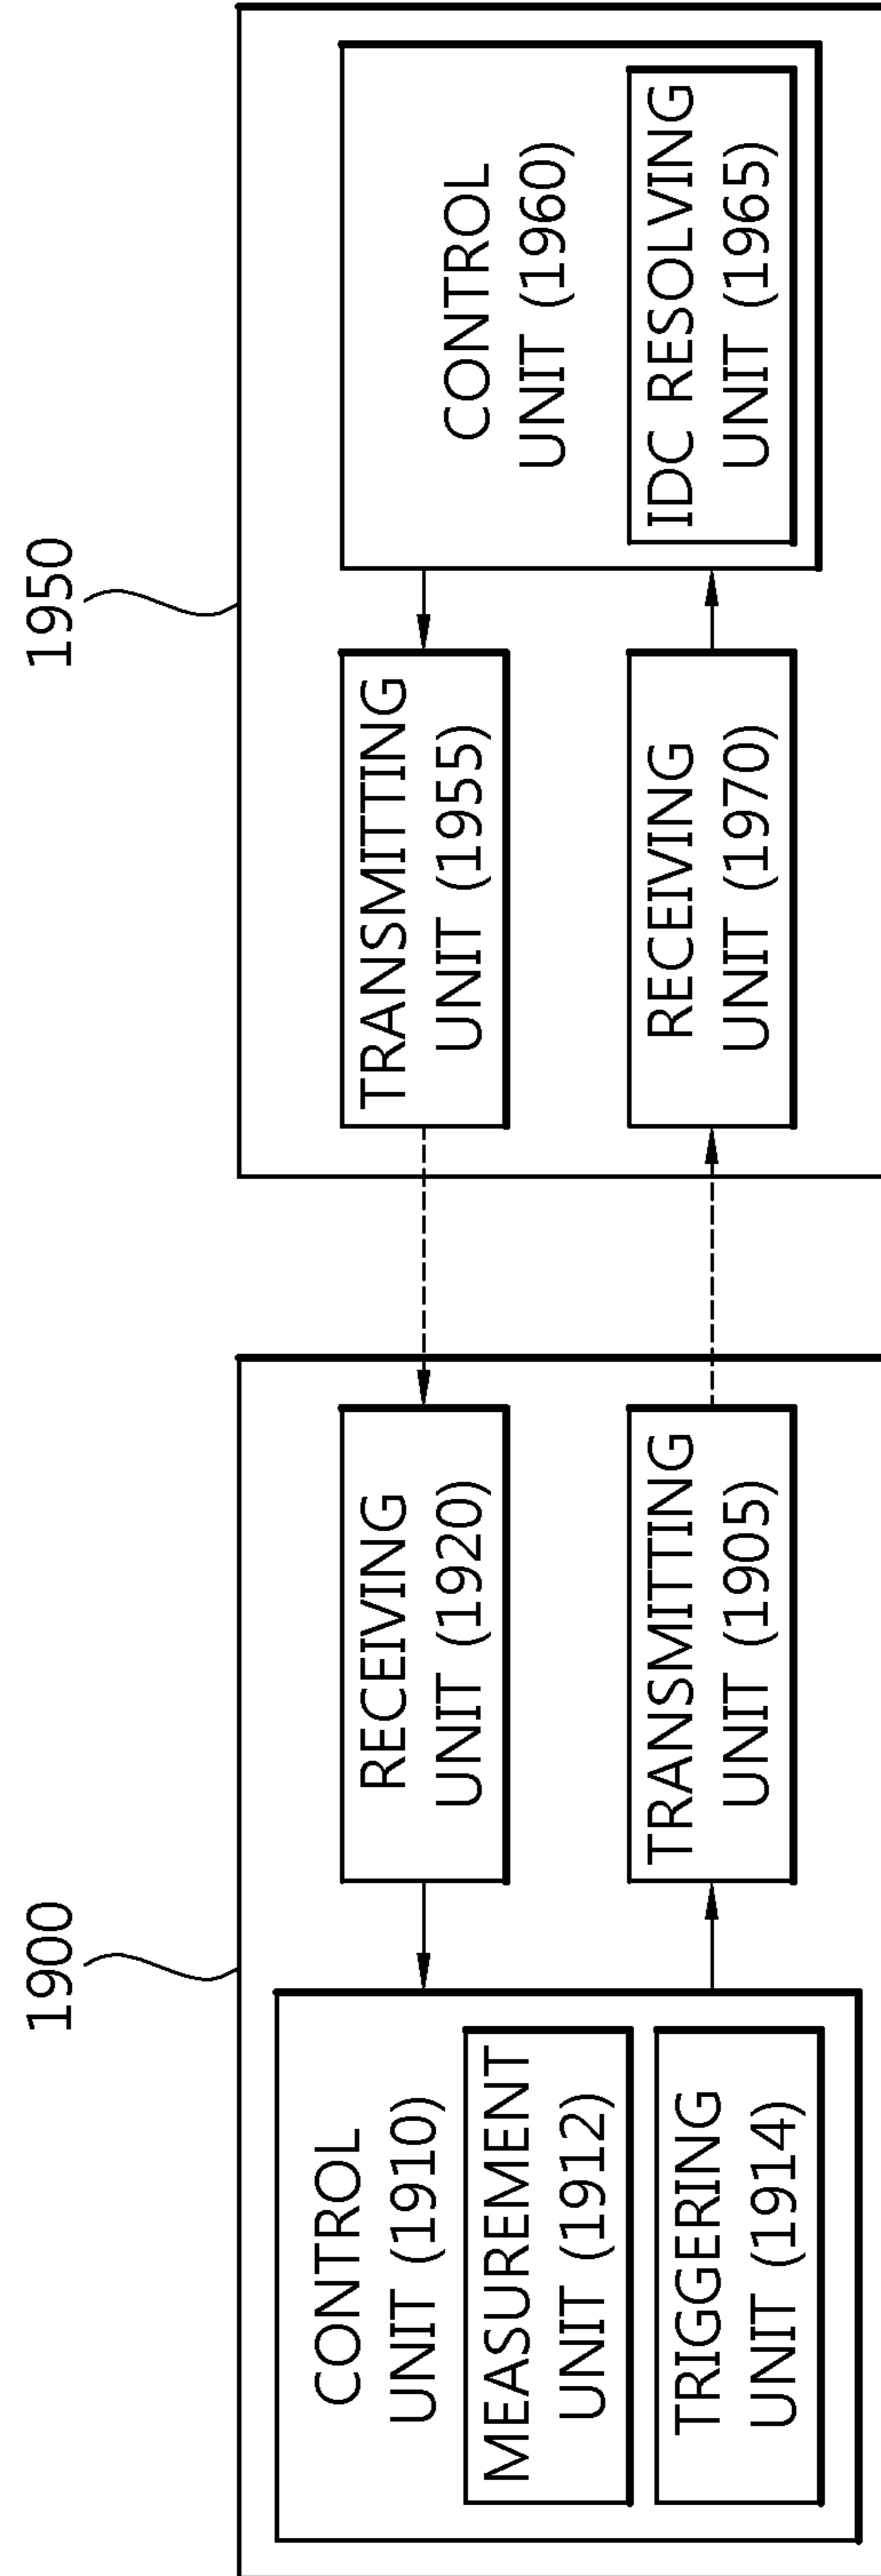 1900
CONTROL
UNIT (1910)
MEASUREMENT
UNIT (1912)
TRIGGERING
UNIT (1914)
RECEIVING
UNIT (1920)
TRANSMITTING
UNIT (1905)
1950
TRANSMITTING
UNIT (1955)
RECEIVING
UNIT (1970)
CONTROL
UNIT (1960)
IDC RESOLVING
UNIT (1965)